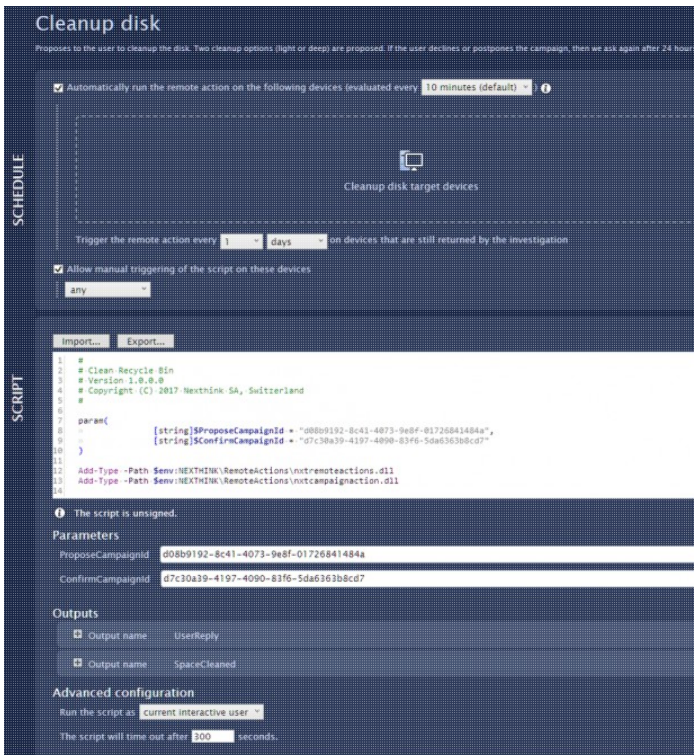 Cleanup disk
Proposes to the user to cleanup the disk. Two cleanup options (light or deep) are proposed. If the user declines or postpones the campaign, then we ask again after 24 hour
SCHEDULE
Automatically run the remote action on the following devices (evaluated every 10 minutes (default) )
Cleanup disk target devices
Trigger the remote action every 1 days on devices that are still returned by the investigation
Allow manual triggering of the script on these devices
any
SCRIPT
Import... Export...
1 #
2 # Clean Recycle Bin
3 # Version 1.0.0.0
4 # Copyright (C) 2017 Nexthink SA, Switzerland
5 #
6
7 param(
8 [string]$ProposeCampaignId = "d08b9192-8c41-4073-9e8f-01726841484a",
9 [string]$ConfirmCampaignId = "d7c30a39-4197-4090-83f6-5da6363b8cd7"
10 )
11
12 Add-Type -Path $env:NEXTHINK\RemoteActions\nxtremoteactions.dll
13 Add-Type -Path $env:NEXTHINK\RemoteActions\nxtcampaignaction.dll
14
The script is unsigned.
Parameters
ProposeCampaignId d08b9192-8c41-4073-9e8f-01726841484a
ConfirmCampaignId d7c30a39-4197-4090-83f6-5da6363b8cd7
Outputs
Output name UserReply
Output name SpaceCleaned
Advanced configuration
Run the script as current interactive user
The script will time out after 300 seconds.